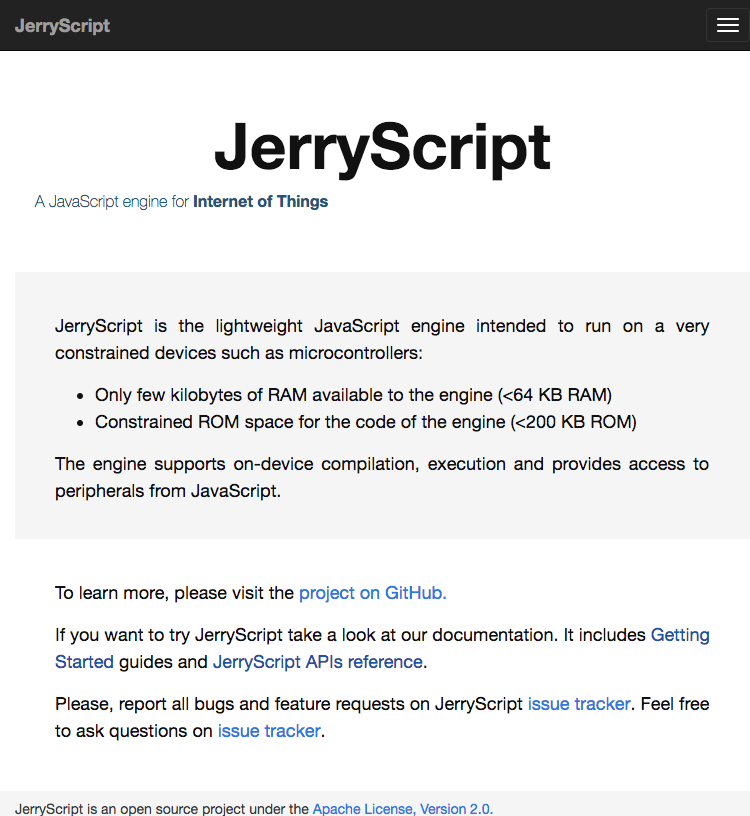 JerryScript
JerryScript
A JavaScript engine for Internet of Things
JerryScript is the lightweight JavaScript engine intended to run on a very
constrained devices such as microcontrollers:
• Only few kilobytes of RAM available to the engine (<64 KB RAM)
• Constrained ROM space for the code of the engine (<200 KB ROM)
The engine supports on-device compilation, execution and provides access to
peripherals from JavaScript.
To learn more, please visit the project on GitHub.
If you want to try JerryScript take a look at our documentation. It includes Getting
Started guides and JerryScript APIs reference.
Please, report all bugs and feature requests on JerryScript issue tracker. Feel free
to ask questions on issue tracker.
JerryScript is an open source project under the Apache License, Version 2.0.